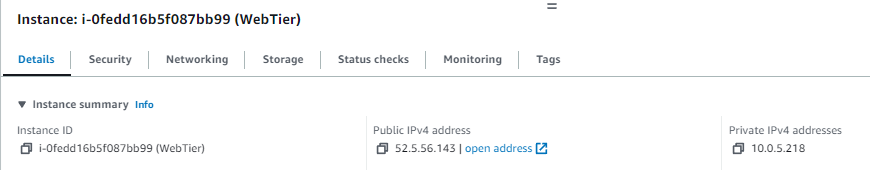 Instance: i-0fedd16b5f087bb99 (WebTier)
Details Security Networking Storage Status checks Monitoring Tags
Instance summary Info
Instance ID Public IPv4 address Private IPv4 addresses
i-0fedd16b5f087bb99 (WebTier) 52.5.56.143 | open address 10.0.5.218